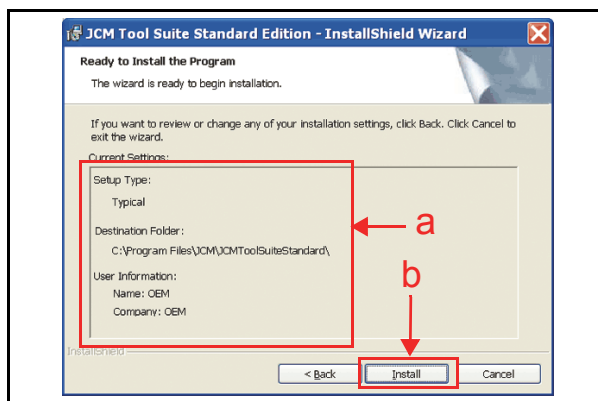 JCM Tool Suite Standard Edition - InstallShield Wizard
Ready to Install the Program
The wizard is ready to begin installation.
If you want to review or change any of your installation settings, click Back. Click Cancel to
exit the wizard.
Current Settings:
Setup Type:
Typical
Destination Folder:
C:\Program Files\JCM\JCMToolSuiteStandard\
User Information:
Name: OEM
Company: OEM
a
b
InstallShield
< Back
Install
Cancel